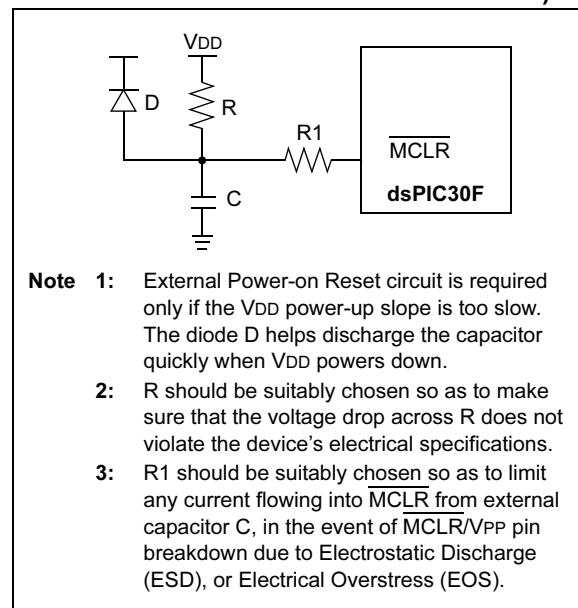 VDD
D
R
R1
MCLR
dsPIC30F
C
Note 1: External Power-on Reset circuit is required
only if the VDD power-up slope is too slow.
The diode D helps discharge the capacitor
quickly when VDD powers down.
2: R should be suitably chosen so as to make
sure that the voltage drop across R does not
violate the device's electrical specifications.
3: R1 should be suitably chosen so as to limit
any current flowing into MCLR from external
capacitor C, in the event of MCLR/VPP pin
breakdown due to Electrostatic Discharge
(ESD), or Electrical Overstress (EOS).